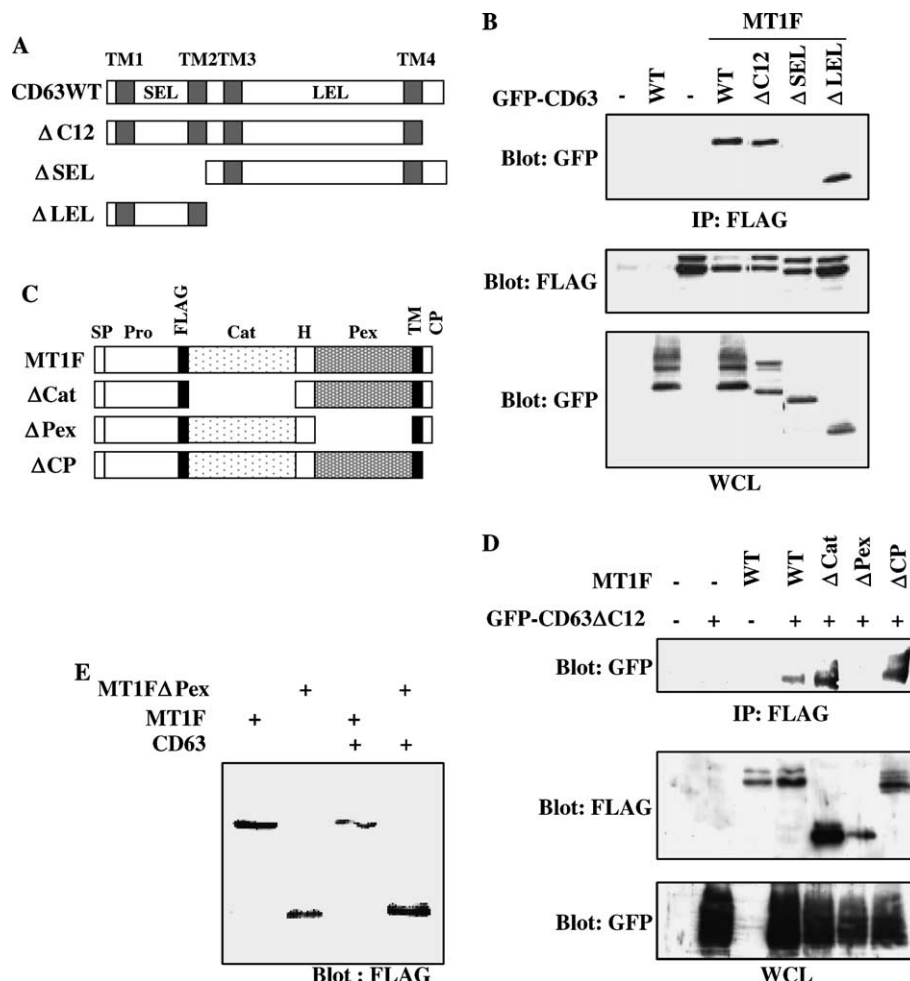 A
TM1 TM2 TM3 TM4
CD63WT SEL LEL
ΔC12
ΔSEL
ΔLEL
B
MT1F
GFP-CD63 - WT - WT ΔC12 ΔSEL ΔLEL
Blot: GFP
IP: FLAG
Blot: FLAG
Blot: GFP
WCL
C
SP Pro FLAG Cat H Pex TM CP
MT1F
ΔCat
ΔPex
ΔCP
D
MT1F - - WT WT ΔCat ΔPex ΔCP
GFP-CD63ΔC12 - + - + + + +
Blot: GFP
IP: FLAG
Blot: FLAG
Blot: GFP
WCL
E
MT1FΔPex + +
MT1F + +
CD63 + +
Blot : FLAG